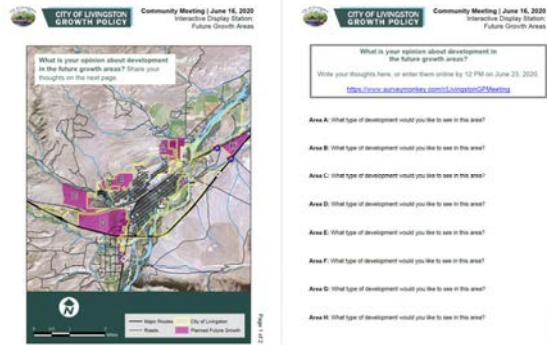 CITY OF LIVINGSTON
GROWTH POLICY
Community Meeting | June 16, 2020
Interactive Display Station:
Future Growth Areas
What is your opinion about development
in the future growth areas? Share your
thoughts on the next page.
Major Routes
City of Livingston
Roads
Planned Future Growth
Miles
Page 1 of 2
CITY OF LIVINGSTON
GROWTH POLICY
Community Meeting | June 16, 2020
Interactive Display Station:
Future Growth Areas
What is your opinion about development in
the future growth areas?
Write your thoughts here, or enter them online by 12 PM on June 23, 2020.
https://www.surveymonkey.com/r/LivingstonGPMeeting
Area A: What type of development would you like to see in this area?
Area B: What type of development would you like to see in this area?
Area C: What type of development would you like to see in this area?
Area D: What type of development would you like to see in this area?
Area E: What type of development would you like to see in this area?
Area F: What type of development would you like to see in this area?
Area G: What type of development would you like to see in this area?
Area H: What type of development would you like to see in this area?